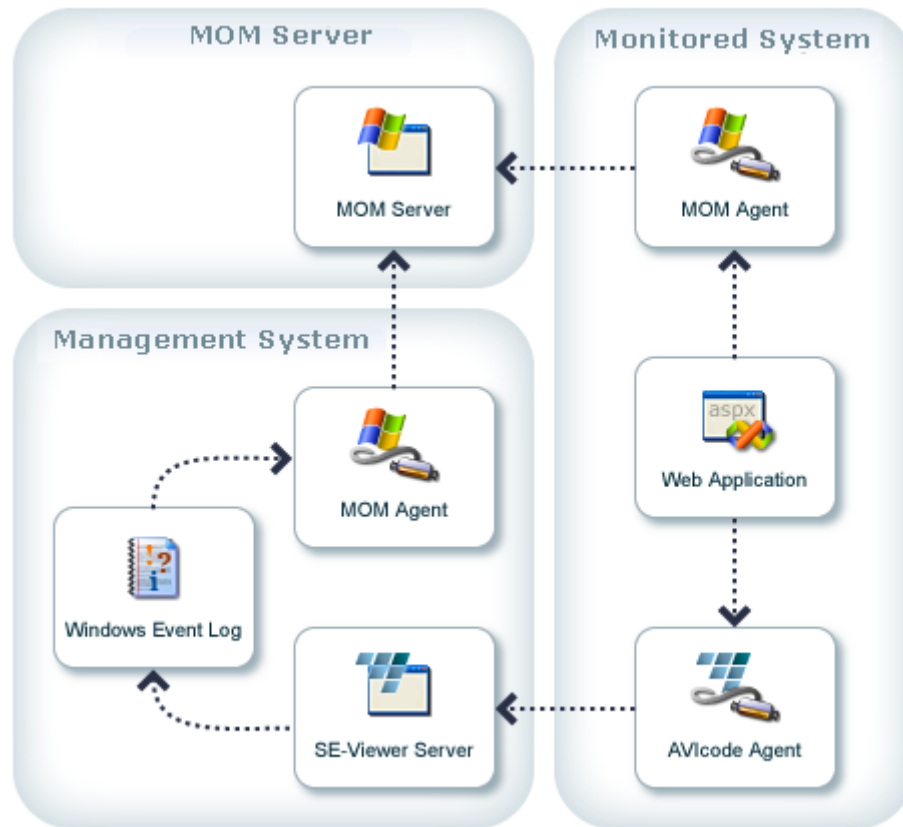 MOM Server
Monitored System
MOM Server
MOM Agent
Management System
MOM Agent
aspx
Web Application
Windows Event Log
SE-Viewer Server
AVIcode Agent